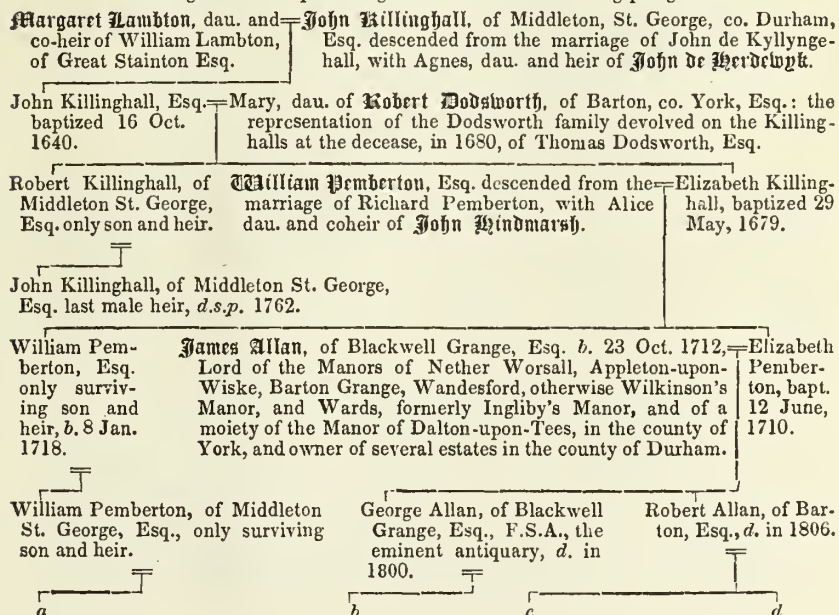 Margaret Lambton, dau. and
co-heir of William Lambton,
of Great Stainton Esq.
John Killinghall, of Middleton, St. George, co. Durham,
Esq. descended from the marriage of John de Kyllynge-
hall, with Agnes, dau. and heir of John de Herdewyk.
John Killinghall, Esq.
baptized 16 Oct.
1640.
Mary, dau. of Robert Dodsworth, of Barton, co. York, Esq.: the
representation of the Dodsworth family devolved on the Killing-
halls at the decease, in 1680, of Thomas Dodsworth, Esq.
Robert Killinghall, of
Middleton St. George,
Esq. only son and heir.
William Pemberton, Esq. descended from the
marriage of Richard Pemberton, with Alice
dau. and coheir of John Hindmarsh.
Elizabeth Killing-
hall, baptized 29
May, 1679.
John Killinghall, of Middleton St. George,
Esq. last male heir, d.s.p. 1762.
William Pem-
berton, Esq.
only surviv-
ing son and
heir, b. 8 Jan.
1718.
James Allan, of Blackwell Grange, Esq. b. 23 Oct. 1712,
Lord of the Manors of Nether Worsall, Appleton-upon-
Wiske, Barton Grange, Wandesford, otherwise Wilkinson's
Manor, and Wards, formerly Ingliby's Manor, and of a
moiety of the Manor of Dalton-upon-Tees, in the county of
York, and owner of several estates in the county of Durham.
Elizabeth
Pember-
ton, bapt.
12 June,
1710.
William Pemberton, of Middleton
St. George, Esq., only surviving
son and heir.
George Allan, of Blackwell
Grange, Esq., F.S.A., the
eminent antiquary, d. in
1800.
Robert Allan, of Bar-
ton, Esq., d. in 1806.
a b c d